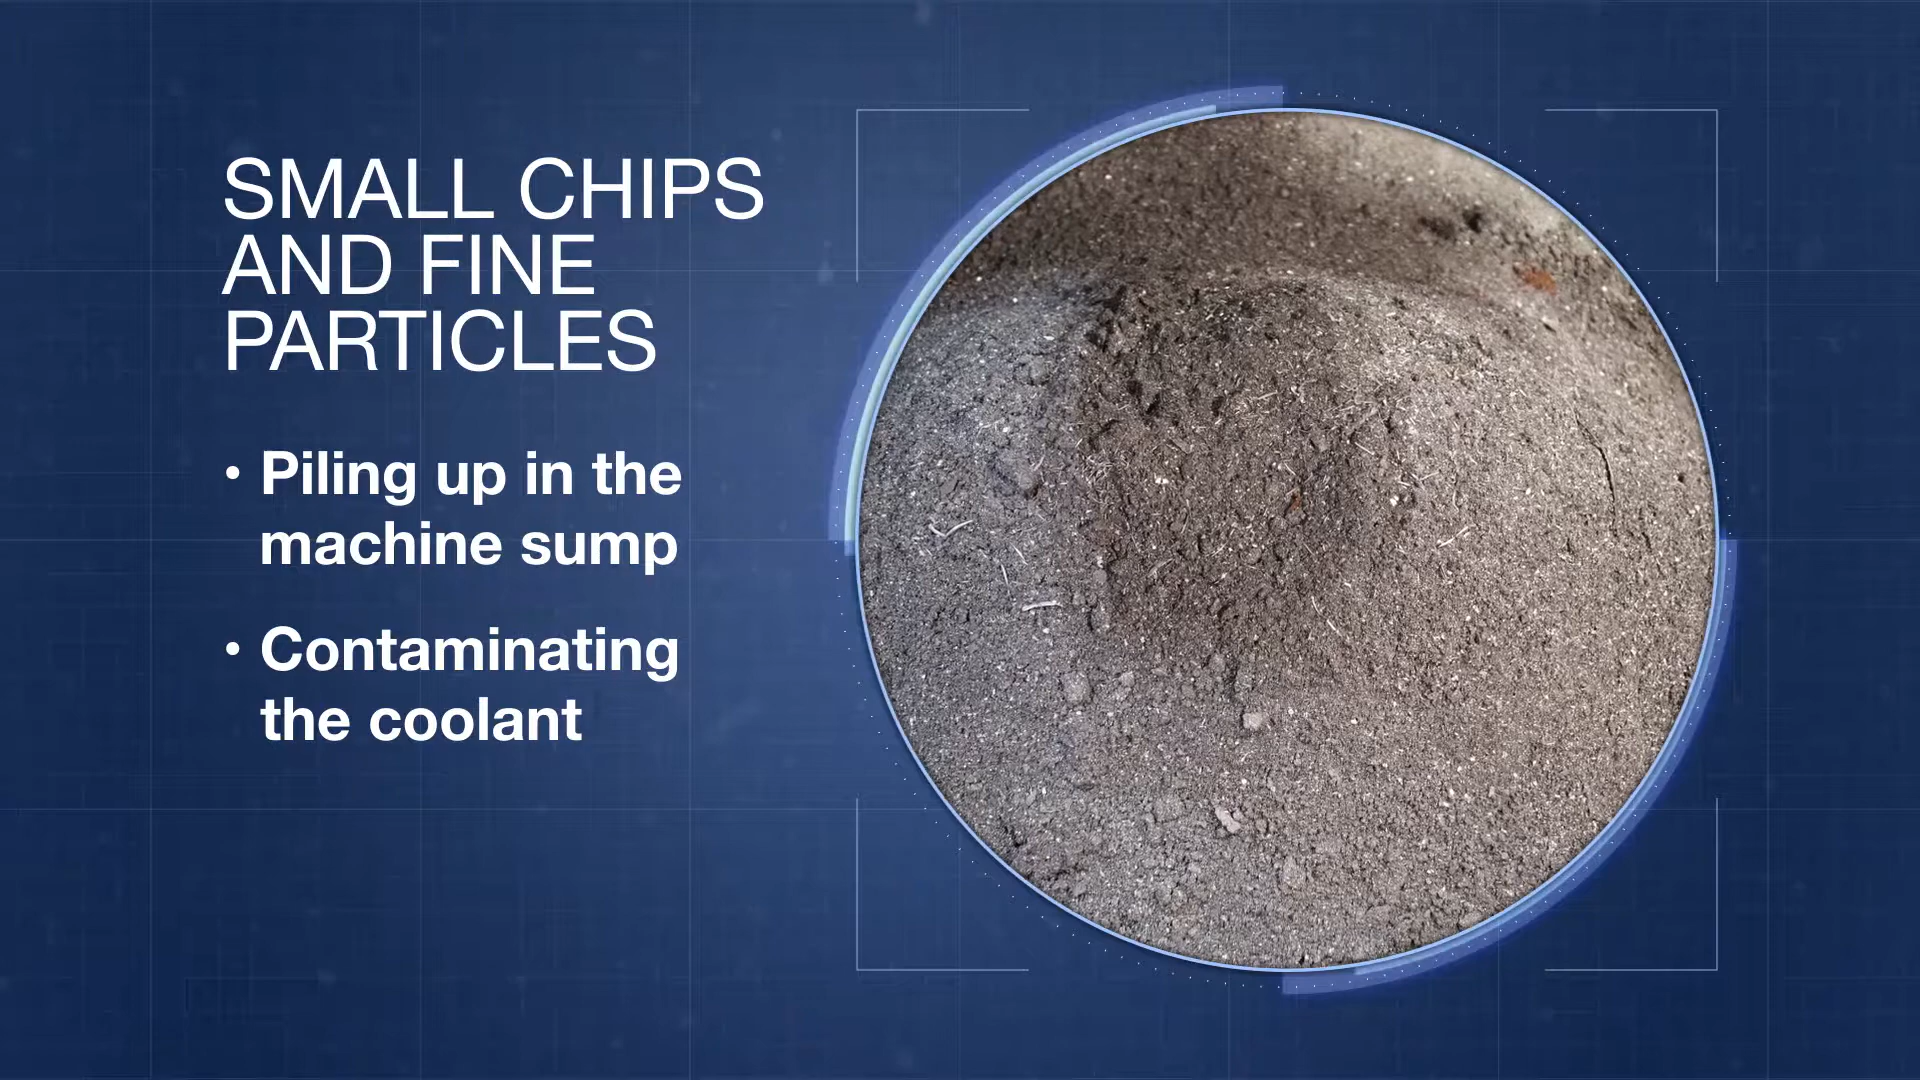 SMALL CHIPS
AND FINE
PARTICLES
• Piling up in the
machine sump
• Contaminating
the coolant